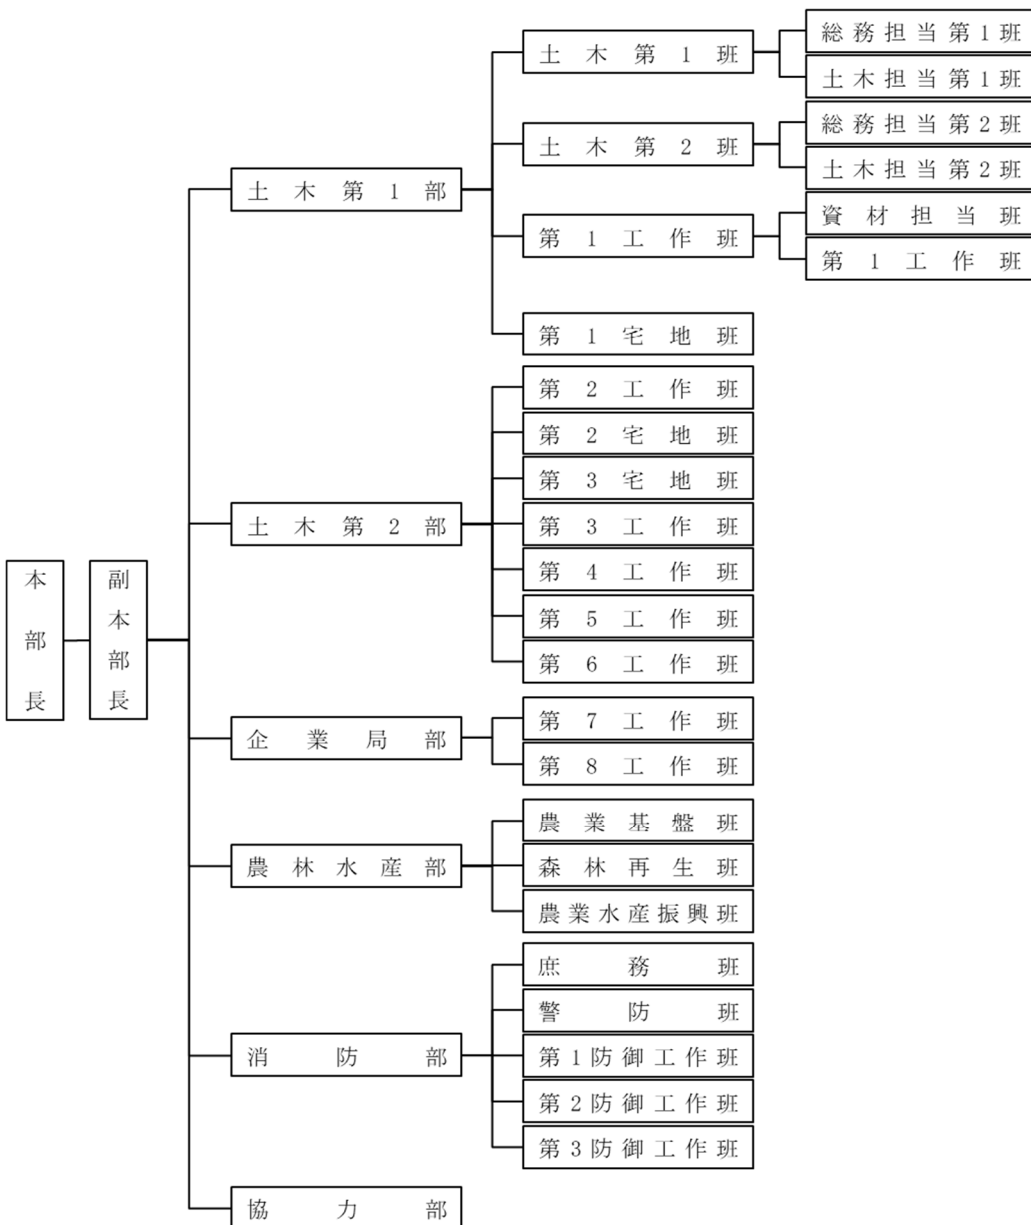 本部長
副本部長
土木第1部
土木第1班
総務担当第1班
土木担当第1班
土木第2班
総務担当第2班
土木担当第2班
第1工作班
資材担当班
第1工作班
第1宅地班
土木第2部
第2工作班
第2宅地班
第3宅地班
第3工作班
第4工作班
第5工作班
第6工作班
企業局部
第7工作班
第8工作班
農林水産部
農業基盤班
森林再生班
農業水産振興班
消防部
庶務班
警防班
第1防御工作班
第2防御工作班
第3防御工作班
協力部